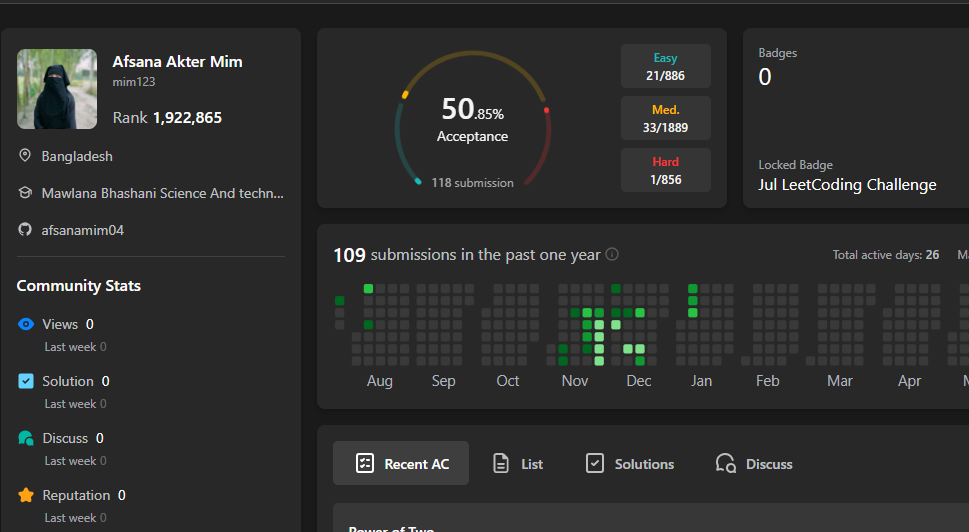 Afsana Akter Mim
mim123
Rank 1,922,865
Bangladesh
Mawlana Bhashani Science And techn...
afsanamim04
Community Stats
Views 0
Last week 0
Solution 0
Last week 0
Discuss 0
Last week 0
Reputation 0
Last week 0
50.85%
Acceptance
118 submission
Easy
21/886
Med.
33/1889
Hard
1/856
Badges
0
Locked Badge
Jul LeetCoding Challenge
109 submissions in the past one year
Total active days: 26
Aug Sep Oct Nov Dec Jan Feb Mar Apr
Recent AC
List
Solutions
Discuss
Power of Two